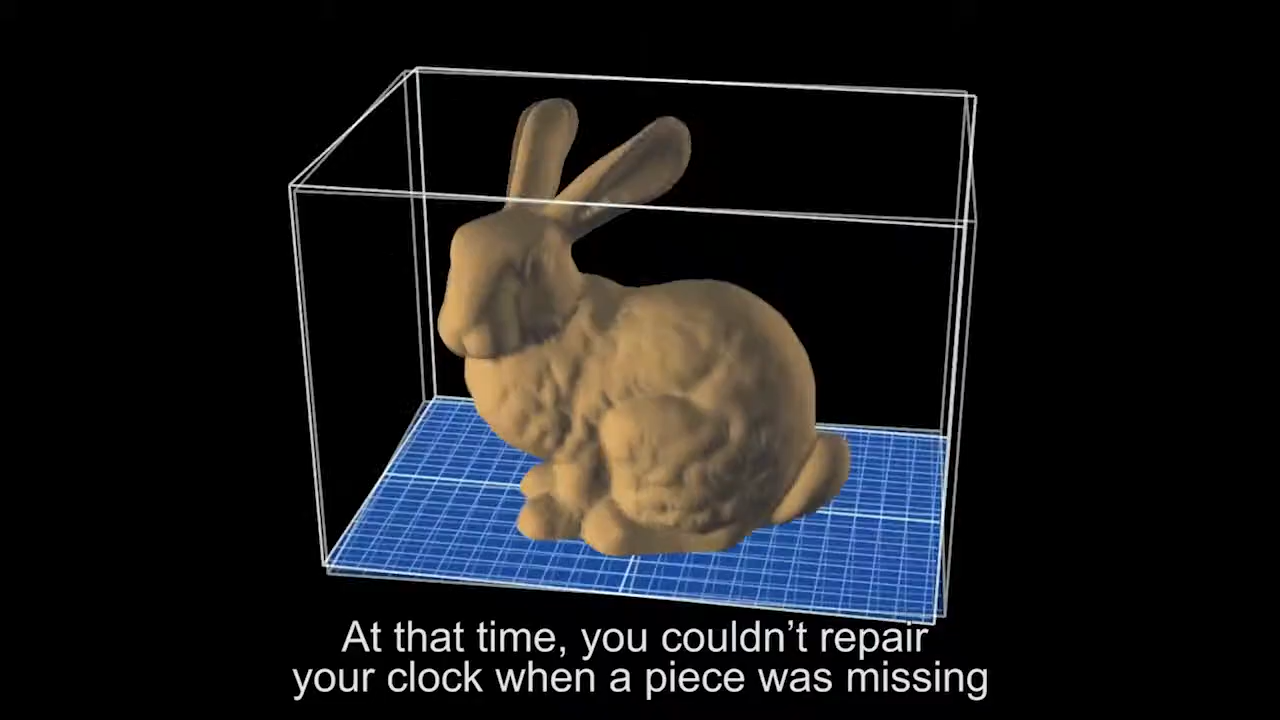 At that time, you couldn’t repair
your clock when a piece was missing